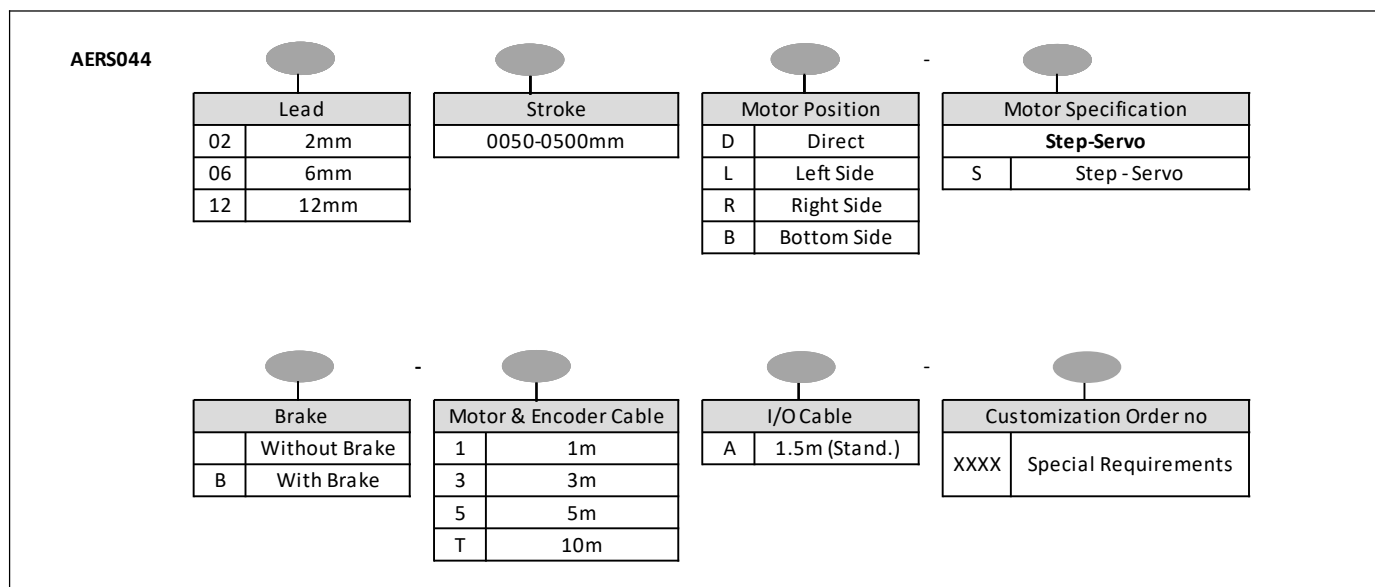 AERS044 - 
Lead Stroke Motor Position Motor Specification
02 2mm 0050-0500mm D Direct Step-Servo
06 6mm L Left Side S Step - Servo
12 12mm R Right Side
B Bottom Side
- -
Brake Motor & Encoder Cable I/O Cable Customization Order no
Without Brake 1 1m A 1.5m (Stand.) XXXX Special Requirements
B With Brake 3 3m
5 5m
T 10m